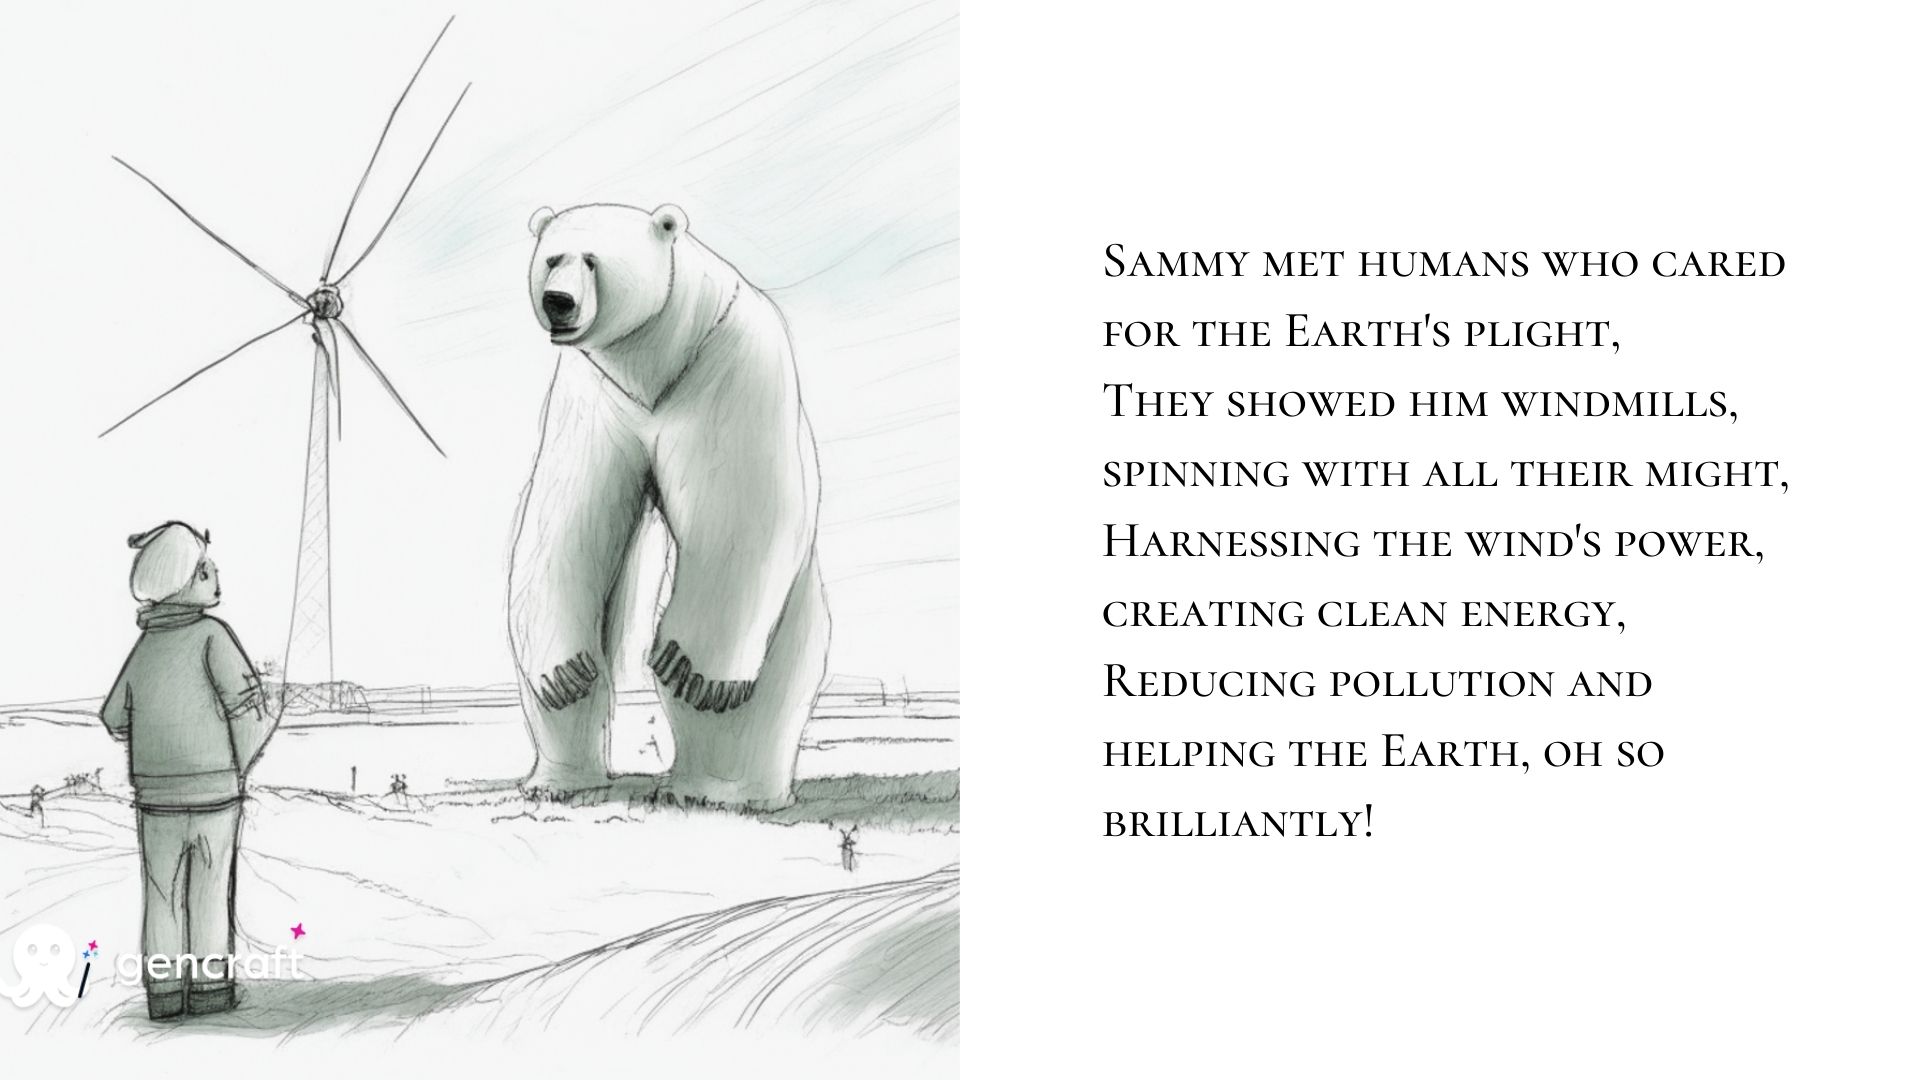 Sammy met humans who cared
for the Earth's plight,
They showed him windmills,
spinning with all their might,
Harnessing the wind's power,
creating clean energy,
Reducing pollution and
helping the Earth, oh so
brilliantly!
gencraft